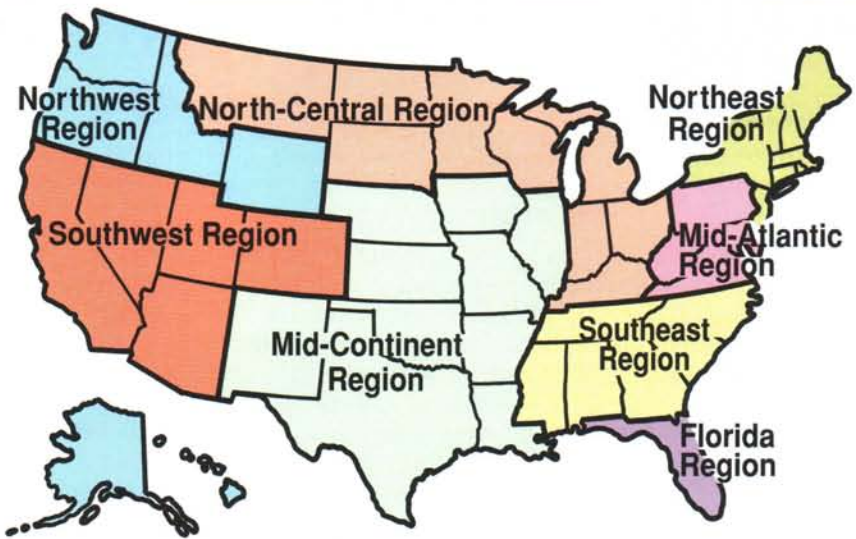 Northwest
Region
North-Central Region
Northeast
Region
Southwest Region
Mid-Atlantic
Region
Mid-Continent
Region
Southeast
Region
Florida
Region